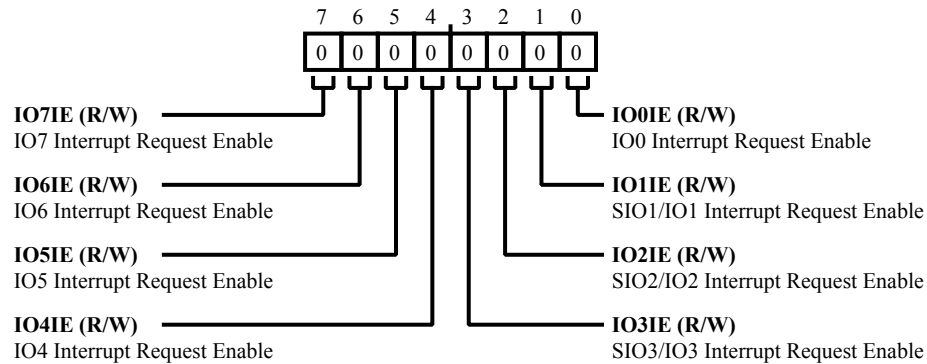 7 6 5 4 3 2 1 0
0 0 0 0 0 0 0 0
IO7IE (R/W)
IO7 Interrupt Request Enable
IO6IE (R/W)
IO6 Interrupt Request Enable
IO5IE (R/W)
IO5 Interrupt Request Enable
IO4IE (R/W)
IO4 Interrupt Request Enable
IO0IE (R/W)
IO0 Interrupt Request Enable
IO1IE (R/W)
SIO1/IO1 Interrupt Request Enable
IO2IE (R/W)
SIO2/IO2 Interrupt Request Enable
IO3IE (R/W)
SIO3/IO3 Interrupt Request Enable